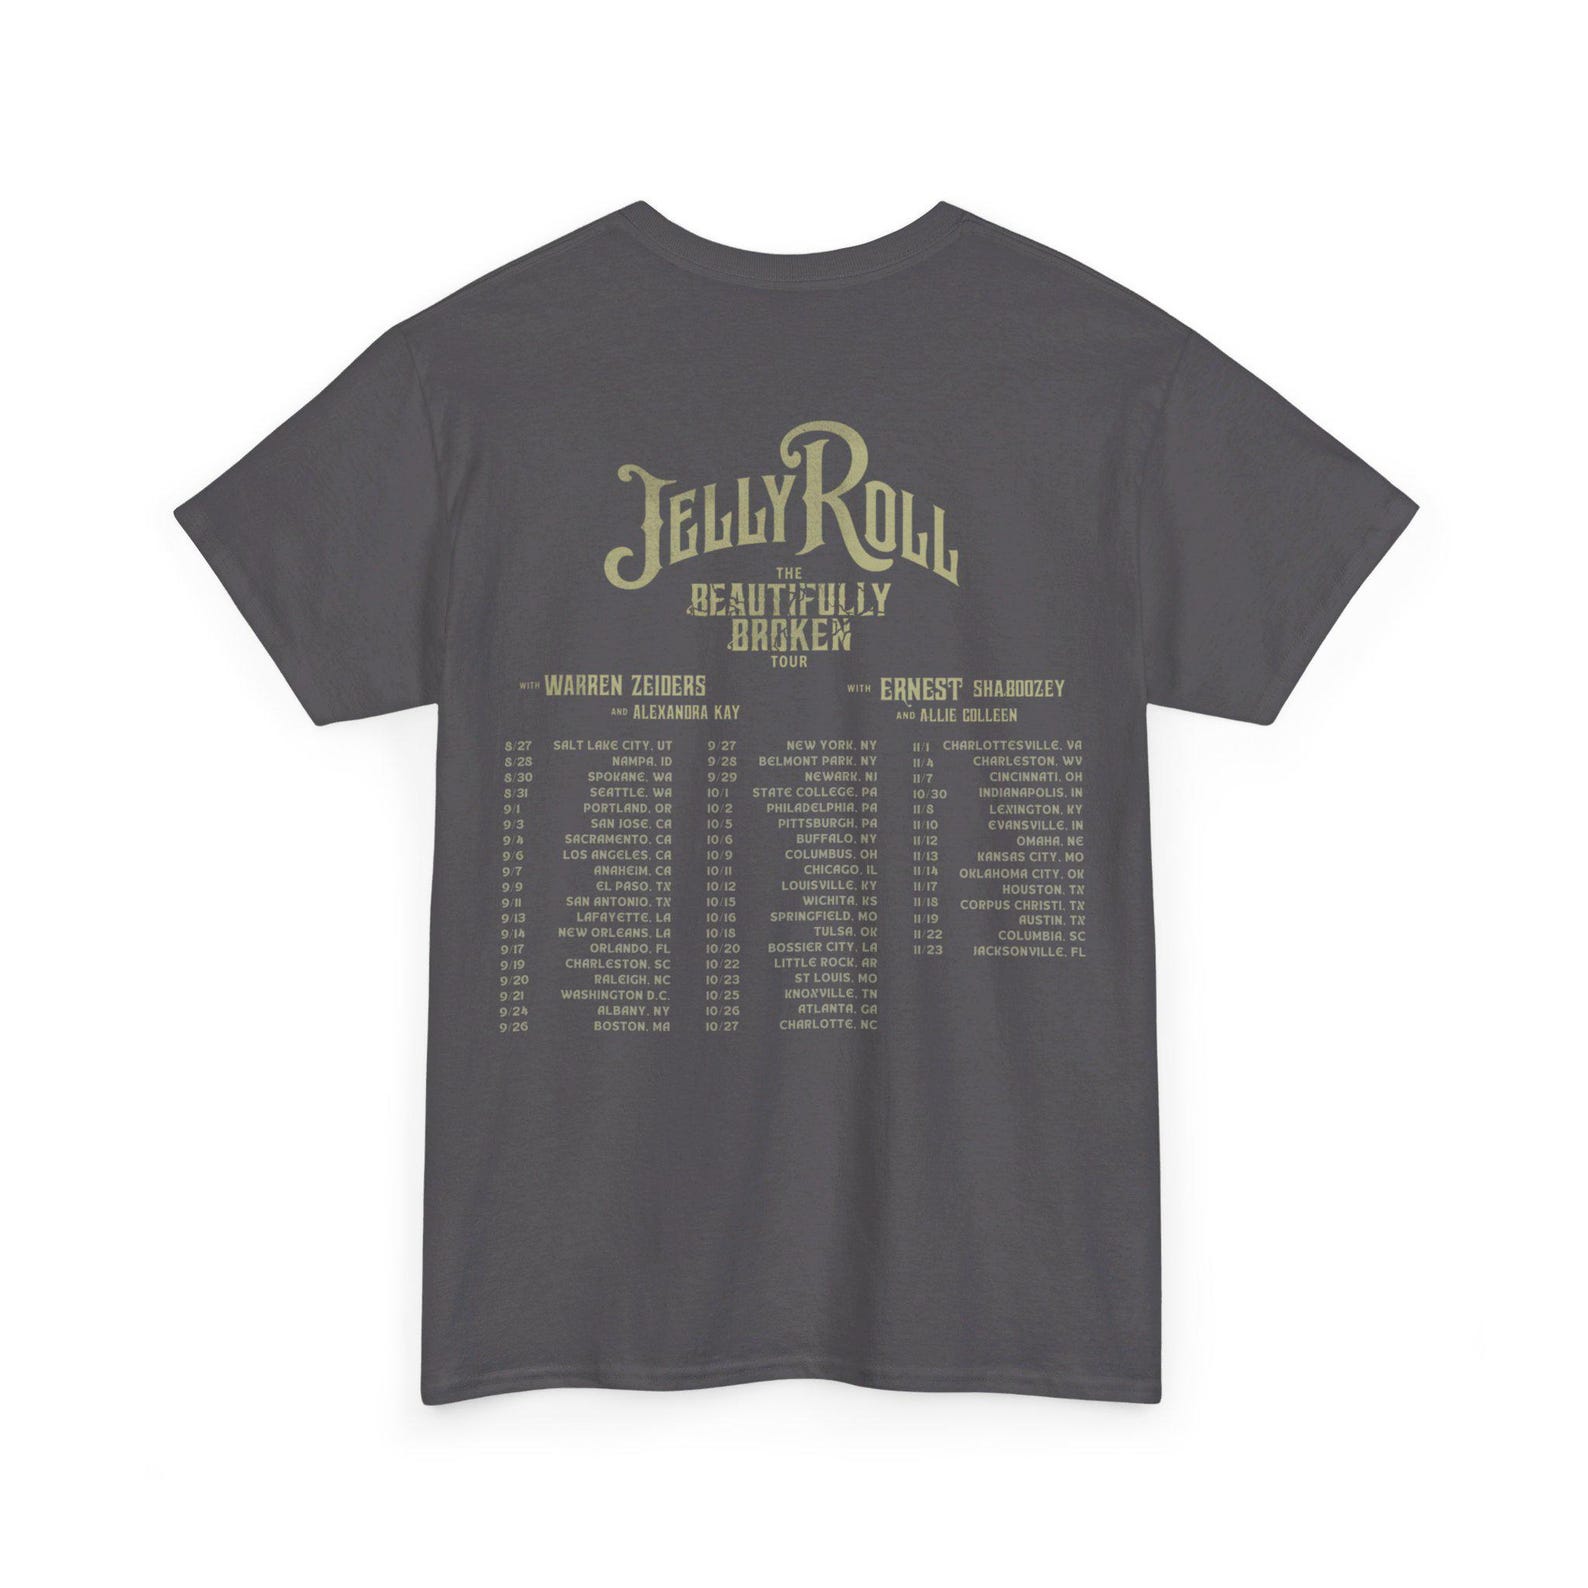 JELLY ROLL
THE
BEAUTIFULLY
BROKEN
TOUR
WITH WARREN ZEIDERS
AND ALEXANDRA KAY
WITH ERNEST SHABOOZEY
AND ALLIE COLLEEN
8/27 SALT LAKE CITY, UT
8/28 NAMPA, ID
8/30 SPOKANE, WA
8/31 SEATTLE, WA
9/1 PORTLAND, OR
9/3 SAN JOSE, CA
9/4 SACRAMENTO, CA
9/6 LOS ANGELES, CA
9/7 ANAHEIM, CA
9/9 EL PASO, TX
9/11 SAN ANTONIO, TX
9/13 LAFAYETTE, LA
9/14 NEW ORLEANS, LA
9/17 ORLANDO, FL
9/19 CHARLESTON, SC
9/20 RALEIGH, NC
9/21 WASHINGTON D.C.
9/24 ALBANY, NY
9/26 BOSTON, MA
9/27 NEW YORK, NY
9/28 BELMONT PARK, NY
9/29 NEWARK, NJ
10/1 STATE COLLEGE, PA
10/2 PHILADELPHIA, PA
10/5 PITTSBURGH, PA
10/6 BUFFALO, NY
10/9 COLUMBUS, OH
10/11 CHICAGO, IL
10/12 LOUISVILLE, KY
10/15 WICHITA, KS
10/16 SPRINGFIELD, MO
10/18 TULSA, OK
10/20 BOSSIER CITY, LA
10/22 LITTLE ROCK, AR
10/23 ST LOUIS, MO
10/25 KNOXVILLE, TN
10/26 ATLANTA, GA
10/27 CHARLOTTE, NC
11/1 CHARLOTTESVILLE, VA
11/4 CHARLESTON, WV
11/7 CINCINNATI, OH
10/30 INDIANAPOLIS, IN
11/8 LEXINGTON, KY
11/10 EVANSVILLE, IN
11/12 OMAHA, NE
11/13 KANSAS CITY, MO
11/14 OKLAHOMA CITY, OK
11/17 HOUSTON, TX
11/18 CORPUS CHRISTI, TX
11/19 AUSTIN, TX
11/22 COLUMBIA, SC
11/23 JACKSONVILLE, FL